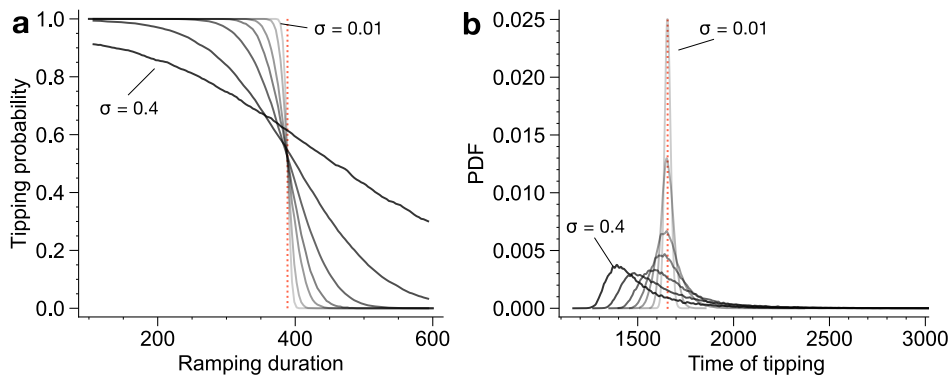 a
1.0
0.8
0.6
0.4
0.2
0.0
Tipping probability
σ = 0.01
σ = 0.4
200
400
600
Ramping duration
b
0.025
0.020
0.015
0.010
0.005
0.000
PDF
σ = 0.01
σ = 0.4
1500
2000
2500
3000
Time of tipping